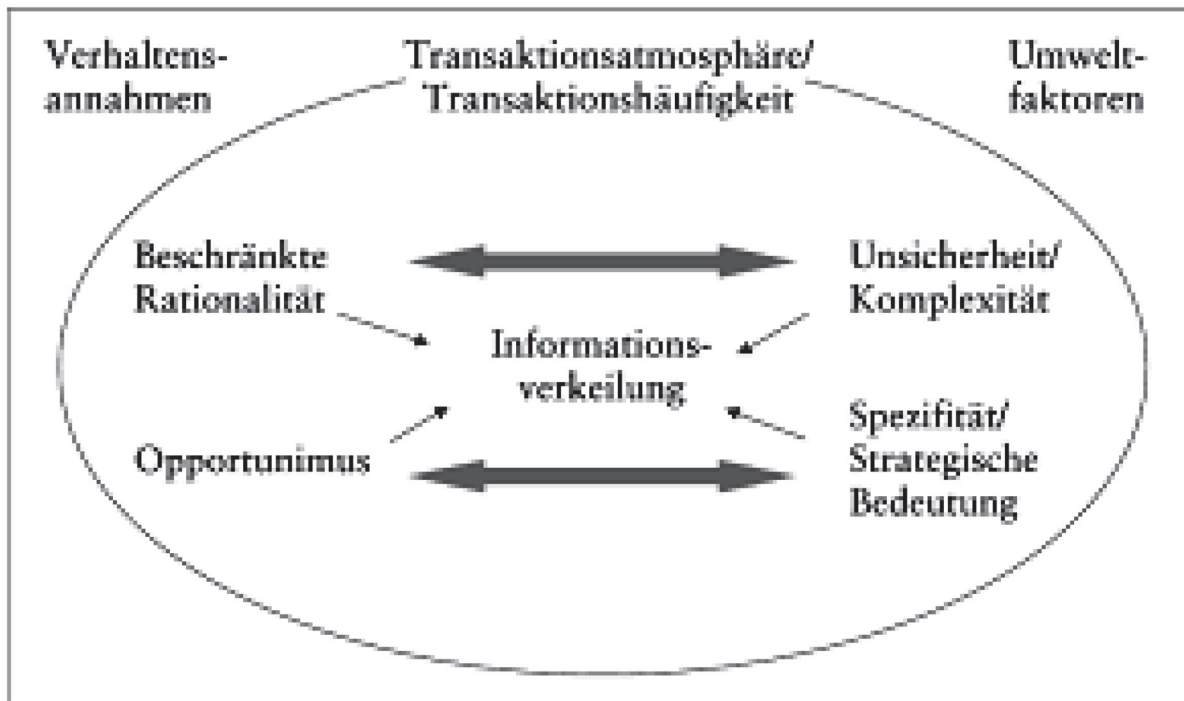 Verhaltens-
annahmen
Transaktionsatmosphäre/
Transaktionshäufigkeit
Umwelt-
faktoren
Beschränkte
Rationalität
Unsicherheit/
Komplexität
Informations-
verkeilung
Opportunimus
Spezifität/
Strategische
Bedeutung